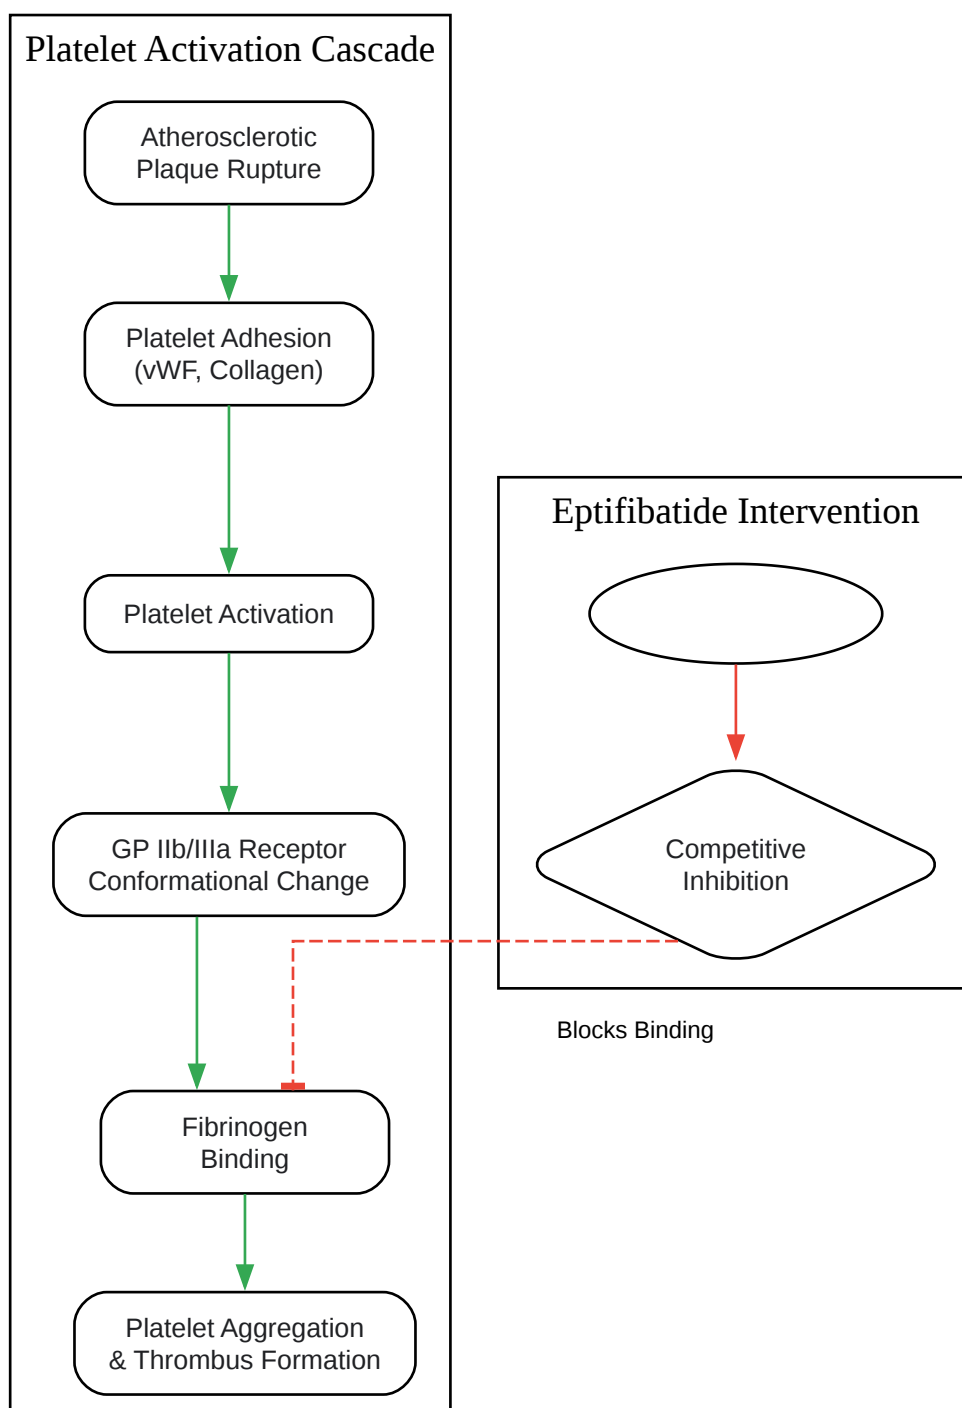 Platelet Activation Cascade
Atherosclerotic
Plaque Rupture
Platelet Adhesion
(vWF, Collagen)
Platelet Activation
GP IIb/IIIa Receptor
Conformational Change
Fibrinogen
Binding
Platelet Aggregation
& Thrombus Formation
Eptifibatide Intervention
Competitive
Inhibition
Blocks Binding